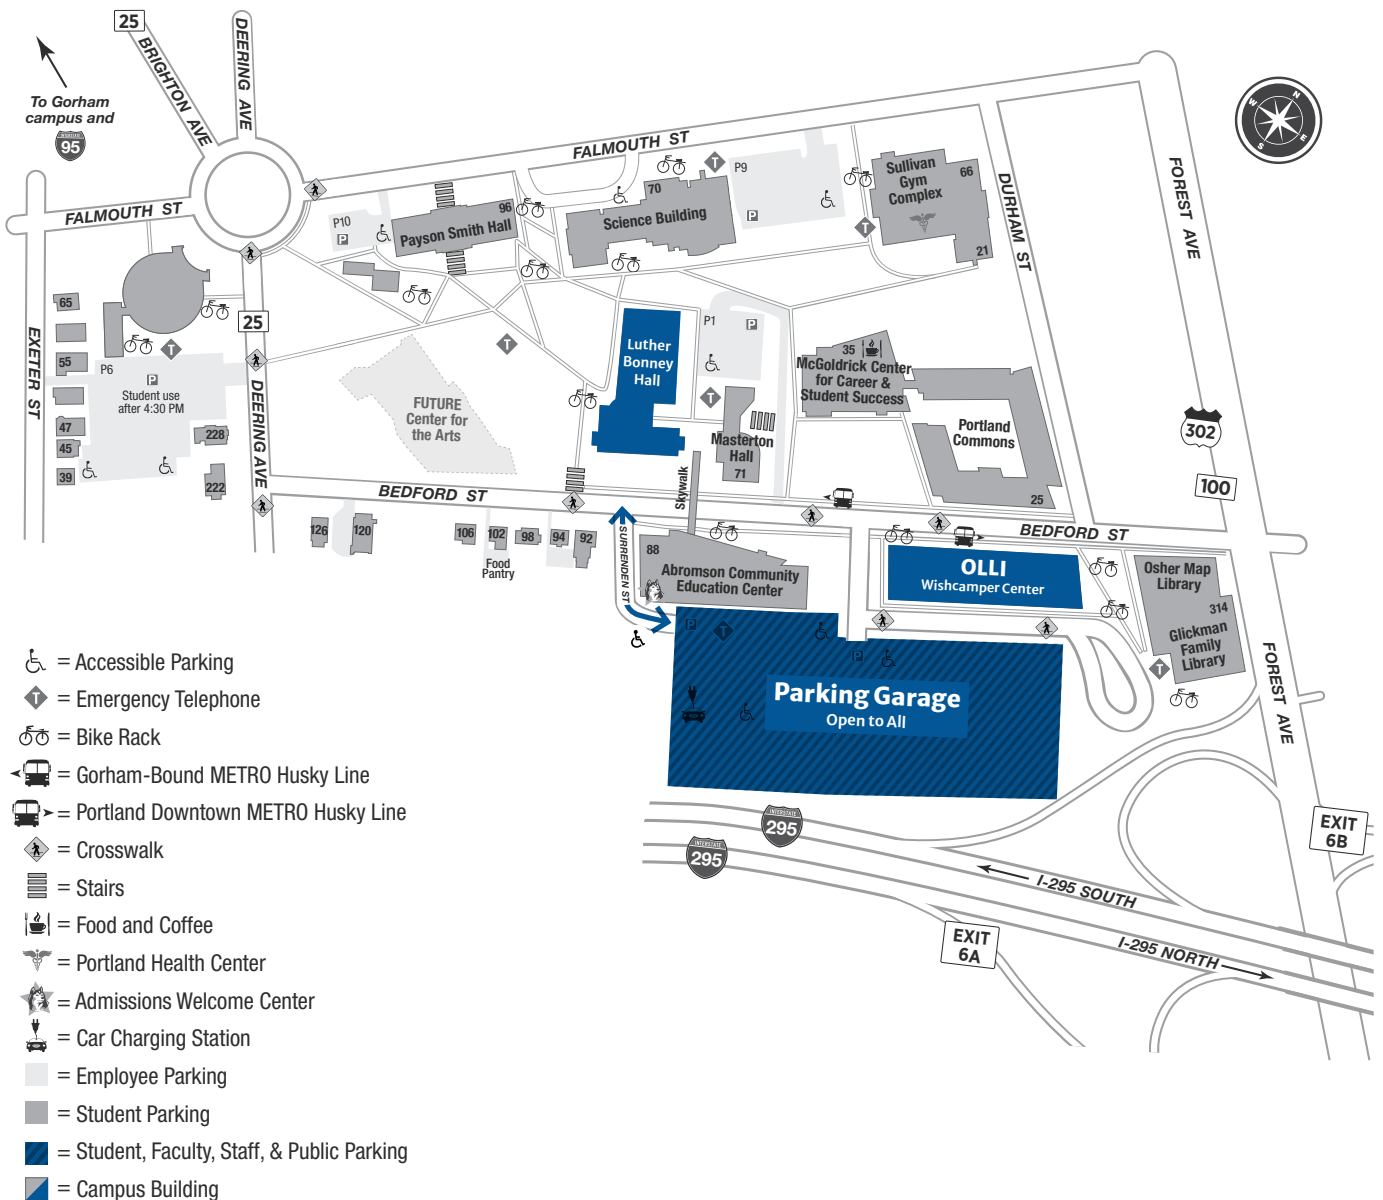 25
BRIGHTON AVE
DEERING AVE
To Gorham
campus and
INTERSTATE
95
FALMOUTH ST
FALMOUTH ST
N
W
E
S
FOREST AVE
DURHAM ST
P10
P
96
Payson Smith Hall
70
Science Building
P9
P
Sullivan
Gym
Complex
66
21
T
T
65
55
47
45
39
EXETER ST
25
P6
P
T
Student use
after 4:30 PM
228
222
DEERING AVE
T
FUTURE
Center for
the Arts
Luther
Bonney
Hall
P1
P
T
Masterton
Hall
71
Skywalk
35
McGoldrick Center
for Career &
Student Success
Portland
Commons
25
302
100
BEDFORD ST
BEDFORD ST
126
120
106
102
98
94
92
Food
Pantry
SURRENDEN ST
88
Abromson Community
Education Center
OLLI
Wishcamper Center
Osher Map
Library
314
Glickman
Family
Library
T
P
T
P
Parking Garage
Open to All
FOREST AVE
INTERSTATE
295
INTERSTATE
295
EXIT
6B
I-295 SOUTH
EXIT
6A
I-295 NORTH
= Accessible Parking
T = Emergency Telephone
= Bike Rack
= Gorham-Bound METRO Husky Line
= Portland Downtown METRO Husky Line
= Crosswalk
= Stairs
= Food and Coffee
= Portland Health Center
= Admissions Welcome Center
= Car Charging Station
= Employee Parking
= Student Parking
= Student, Faculty, Staff, & Public Parking
= Campus Building